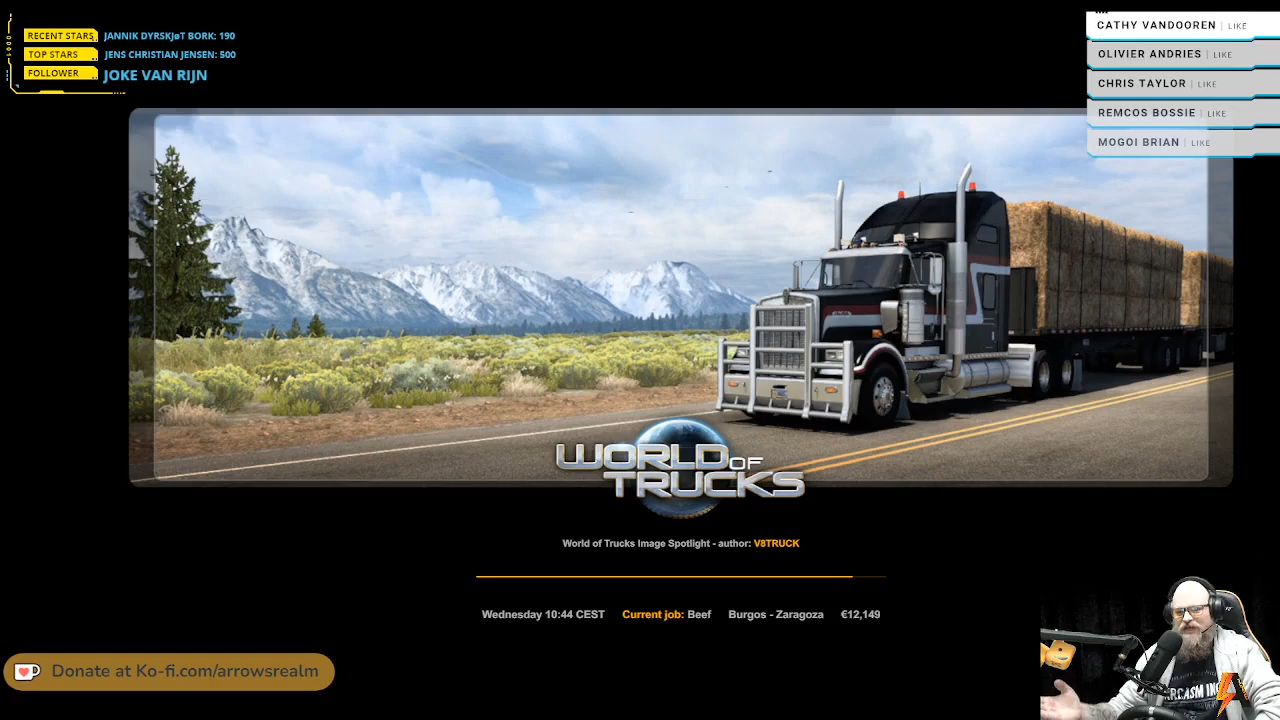 RECENT STARS JANNIK DYRSKJøT BORK: 190
TOP STARS JENS CHRISTIAN JENSEN: 500
FOLLOWER JOKE VAN RIJN
CATHY VANDOOREN | LIKE
OLIVIER ANDRIES | LIKE
CHRIS TAYLOR | LIKE
REMCOS BOSSIE | LIKE
MOGOI BRIAN | LIKE
WORLD OF
TRUCKS
World of Trucks Image Spotlight - author: V8TRUCK
Wednesday 10:44 CEST Current job: Beef Burgos - Zaragoza €12,149
Donate at Ko-fi.com/arrowsrealm